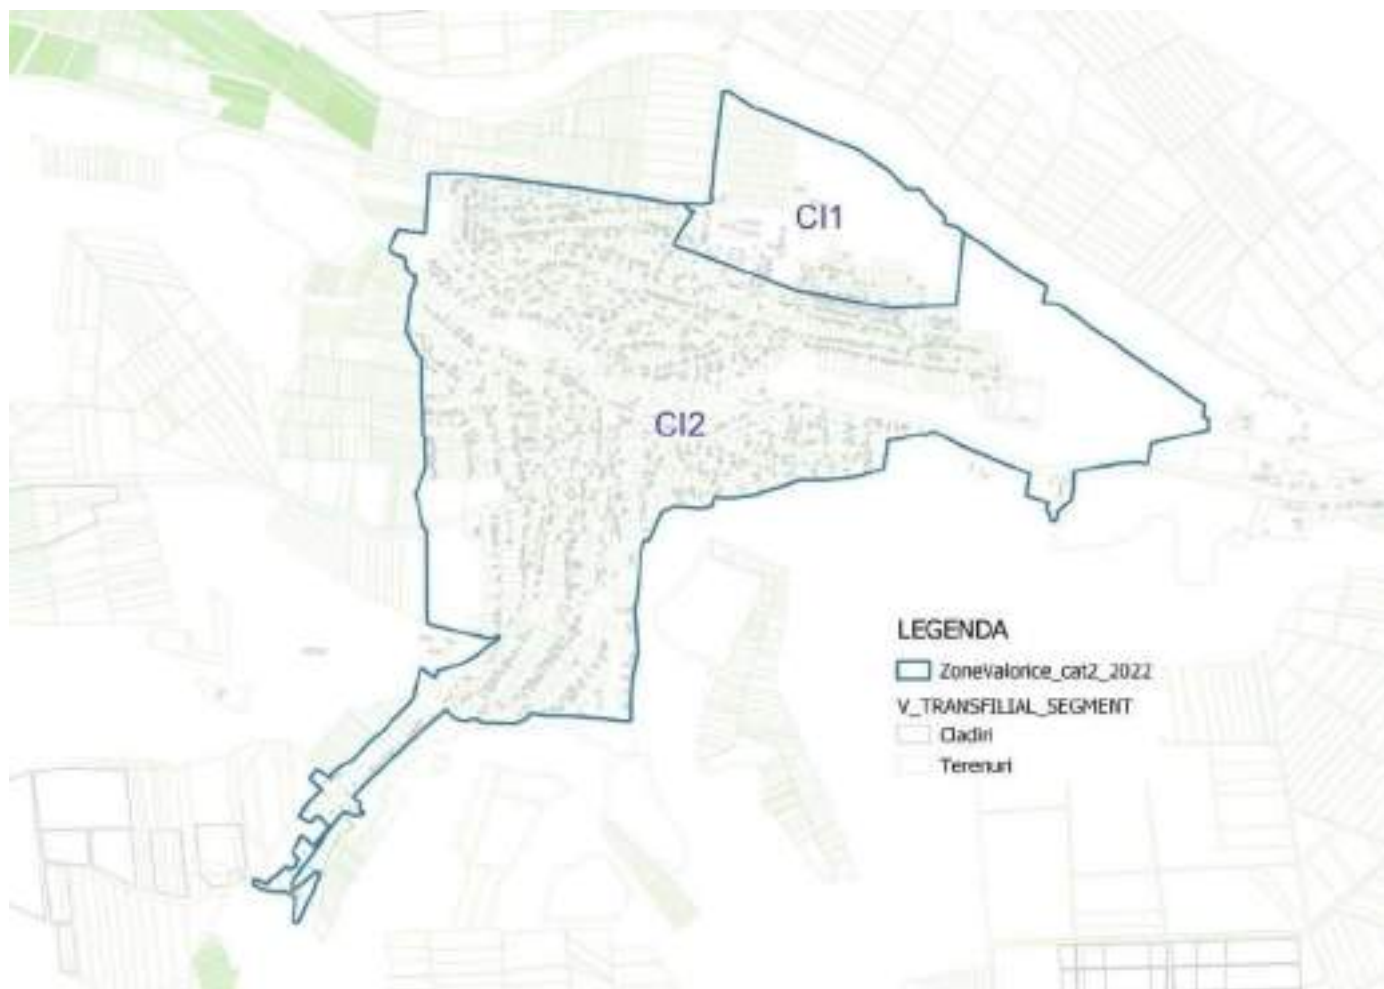 CI1
CI2
LEGENDA
ZoneValorice_cat2_2022
V_TRANSFILIAL_SEGMENT
Cladiri
Terenuri